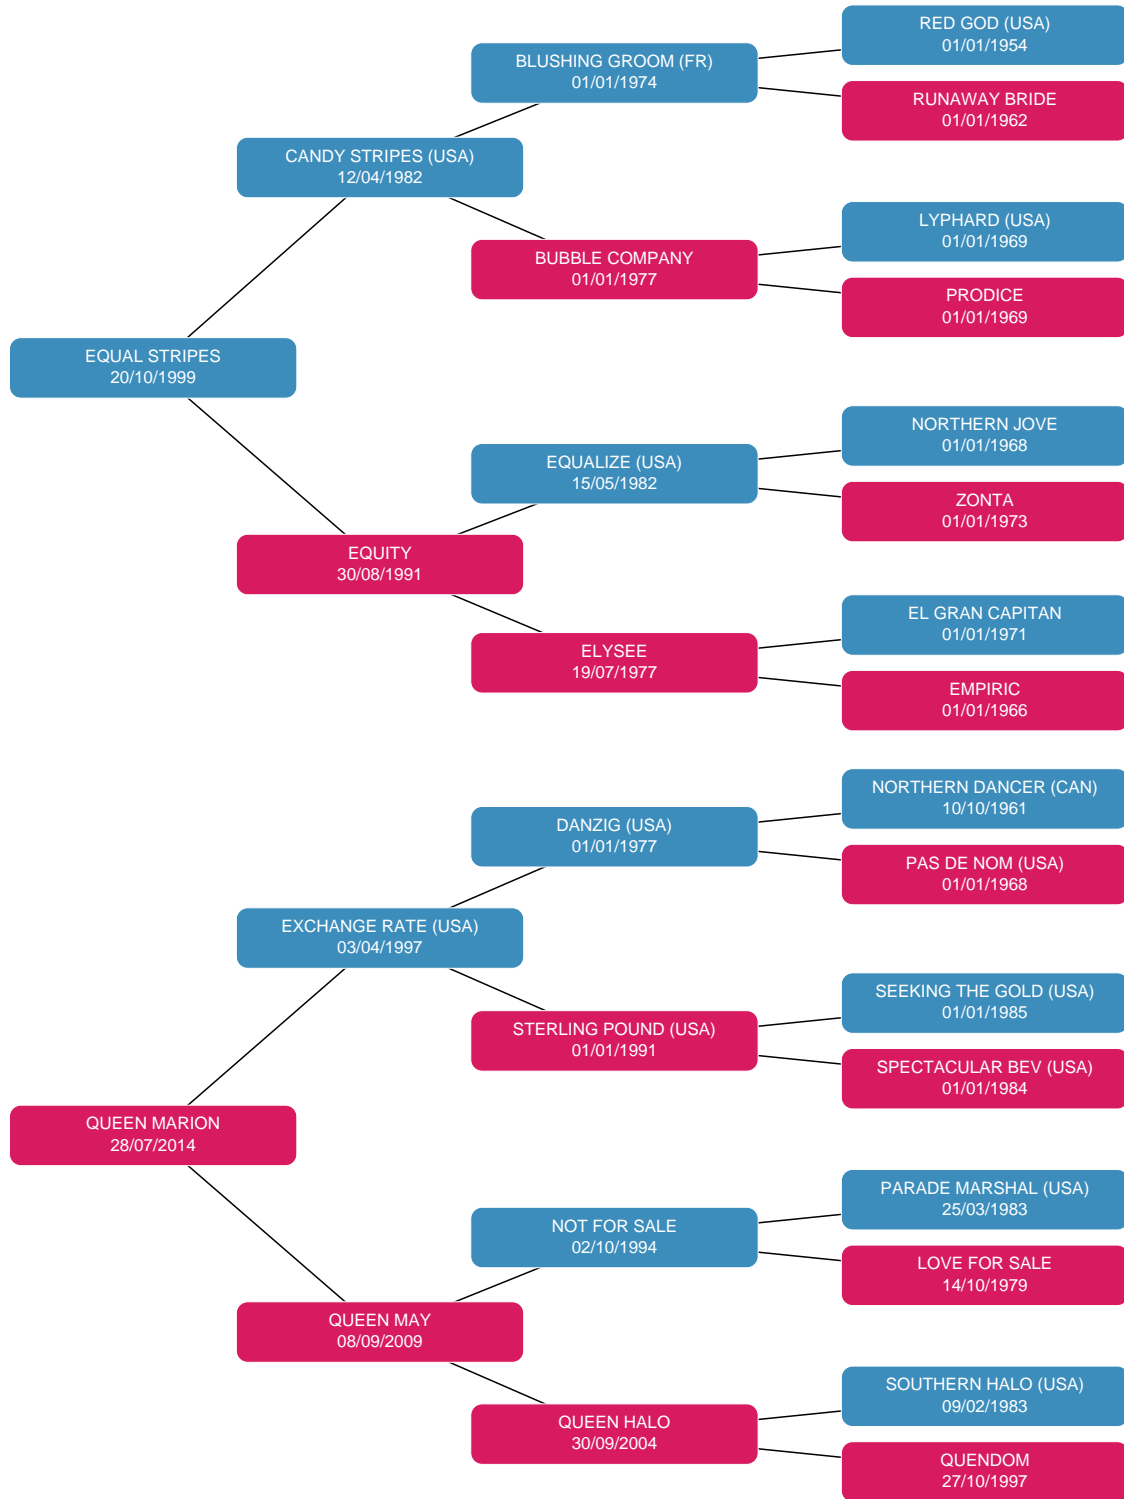 RED GOD (USA)
01/01/1954
BLUSHING GROOM (FR)
01/01/1974
RUNAWAY BRIDE
01/01/1962
CANDY STRIPES (USA)
12/04/1982
LYPHARD (USA)
01/01/1969
BUBBLE COMPANY
01/01/1977
PRODICE
01/01/1969
EQUAL STRIPES
20/10/1999
NORTHERN JOVE
01/01/1968
EQUALIZE (USA)
15/05/1982
ZONTA
01/01/1973
EQUITY
30/08/1991
EL GRAN CAPITAN
01/01/1971
ELYSEE
19/07/1977
EMPIRIC
01/01/1966
NORTHERN DANCER (CAN)
10/10/1961
DANZIG (USA)
01/01/1977
PAS DE NOM (USA)
01/01/1968
EXCHANGE RATE (USA)
03/04/1997
SEEKING THE GOLD (USA)
01/01/1985
STERLING POUND (USA)
01/01/1991
SPECTACULAR BEV (USA)
01/01/1984
QUEEN MARION
28/07/2014
PARADE MARSHAL (USA)
25/03/1983
NOT FOR SALE
02/10/1994
LOVE FOR SALE
14/10/1979
QUEEN MAY
08/09/2009
SOUTHERN HALO (USA)
09/02/1983
QUEEN HALO
30/09/2004
QUENDOM
27/10/1997